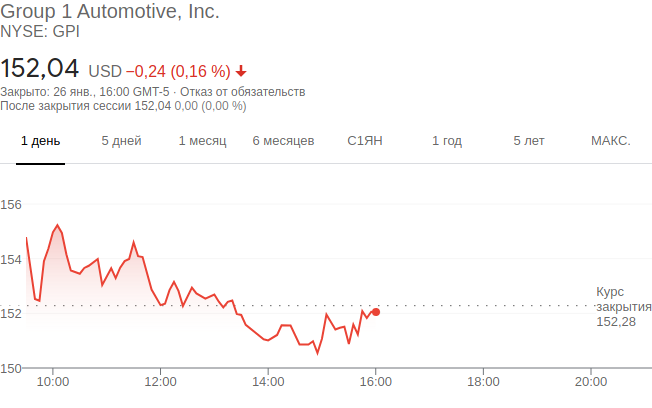 Group 1 Automotive, Inc.
NYSE: GPI
152,04 USD −0,24 (0,16 %) 🡇
Закрыто: 26 янв., 16:00 GMT-5 · Отказ от обязательств
После закрытия сессии 152,04 0,00 (0,00 %)
1 день 5 дней 1 месяц 6 месяцев С1ЯН 1 год 5 лет МАКС.
156
154
Курс
закрытия
152,28
152
150
10:00 12:00 14:00 16:00 18:00 20:00